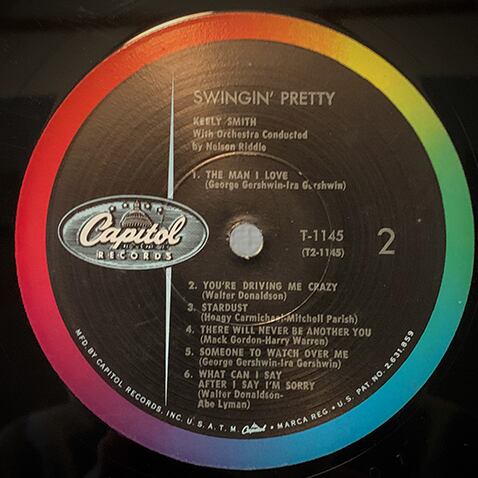 SWINGIN' PRETTY
KEELY SMITH
With Orchestra Conducted
by Nelson Riddle
1. THE MAN I LOVE
(George Gershwin-Ira Gershwin)
Capitol
RECORDS
T-1145
(T2-1145)
2
2. YOU'RE DRIVING ME CRAZY
(Walter Donaldson)
3. STARDUST
(Hoagy Carmichael-Mitchell Parish)
4. THERE WILL NEVER BE ANOTHER YOU
(Mack Gordon-Harry Warren)
5. SOMEONE TO WATCH OVER ME
(George Gershwin-Ira Gershwin)
6. WHAT CAN I SAY
AFTER I SAY I'M SORRY
(Walter Donaldson-
Abe Lyman)
MFD. BY CAPITOL RECORDS, INC. U.S.A. T.M. Capitol • MARCA REG. • U.S. PAT. NO. 2,631,859